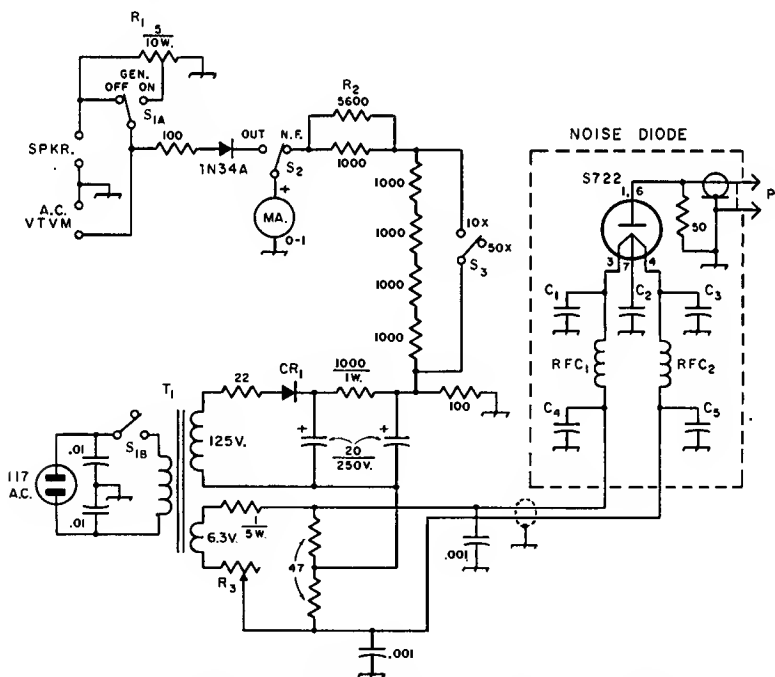 R1
5
10W.
GEN.
OFF ON
S1A
SPKR.
A.C.
VTVM
100
1N34A
OUT
N.F.
S2
+
MA.
0-1
R2
5600
1000
1000
1000
1000
1000
10X
50X
S3
NOISE DIODE
S722
1, 6
P
50
3
7
4
C1
C2
C3
RFC1
RFC2
C4
C5
T1
22
CR1
1000
1W.
100
125V.
+
+
20
250V.
S1B
.01
117
A.C.
.01
6.3V.
1
5W.
R3
47
.001
.001